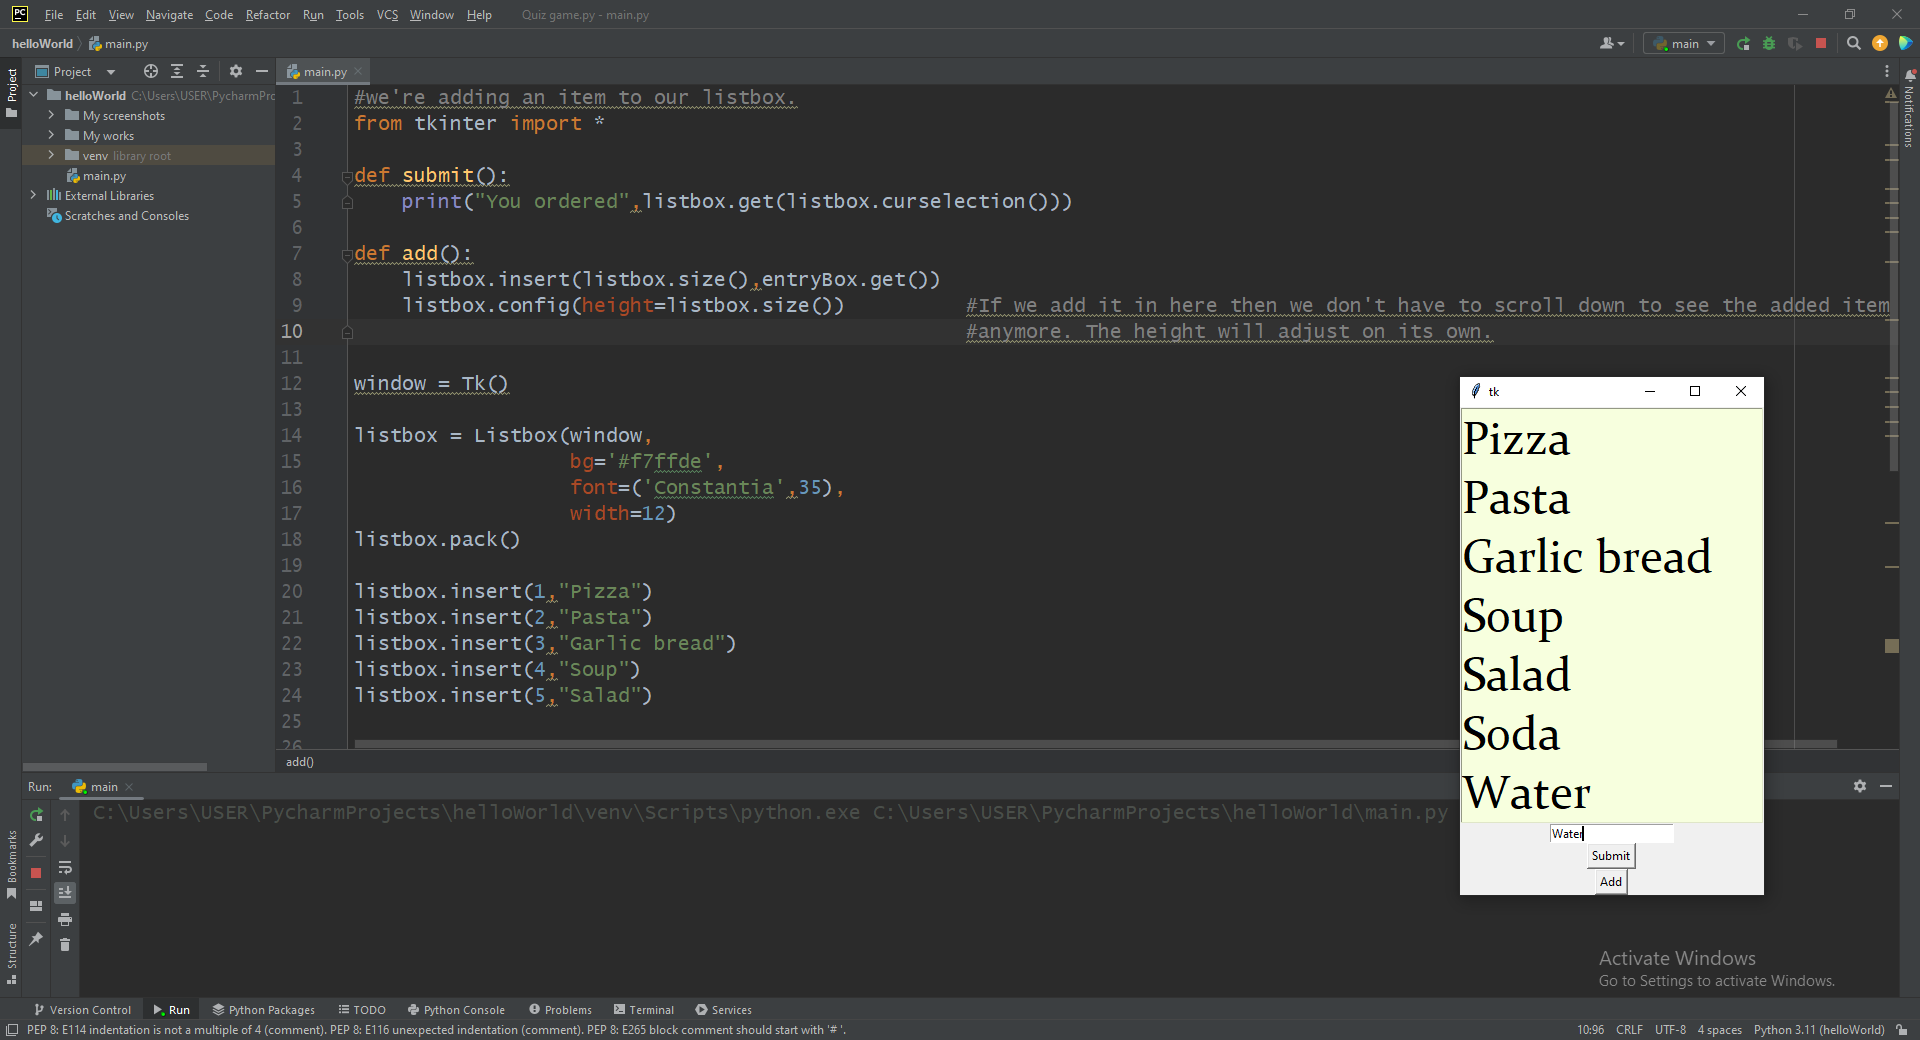 File Edit View Navigate Code Refactor Run Tools VCS Window Help Quiz game.py - main.py
helloWorld main.py main
Project main.py
Project
Notifications
helloWorld C:\Users\USER\PycharmPro
My screenshots
My works
venv library root
main.py
External Libraries
Scratches and Consoles
1 #we're adding an item to our listbox.
2 from tkinter import *
3
4 def submit():
5 print("You ordered",listbox.get(listbox.curselection()))
6
7 def add():
8 listbox.insert(listbox.size(),entryBox.get())
9 listbox.config(height=listbox.size()) #If we add it in here then we don't have to scroll down to see the added item
10 #anymore. The height will adjust on its own.
11
12 window = Tk()
13
14 listbox = Listbox(window,
15 bg='#f7ffde',
16 font=('Constantia',35),
17 width=12)
18 listbox.pack()
19
20 listbox.insert(1,"Pizza")
21 listbox.insert(2,"Pasta")
22 listbox.insert(3,"Garlic bread")
23 listbox.insert(4,"Soup")
24 listbox.insert(5,"Salad")
25
26
add()
tk
Pizza
Pasta
Garlic bread
Soup
Salad
Soda
Water
Water
Submit
Add
Run: main
C:\Users\USER\PycharmProjects\helloWorld\venv\Scripts\python.exe C:\Users\USER\PycharmProjects\helloWorld\main.py
Bookmarks
Structure
Activate Windows
Go to Settings to activate Windows.
Version Control Run Python Packages TODO Python Console Problems Terminal Services
PEP 8: E114 indentation is not a multiple of 4 (comment). PEP 8: E116 unexpected indentation (comment). PEP 8: E265 block comment should start with '# '. 10:96 CRLF UTF-8 4 spaces Python 3.11 (helloWorld)